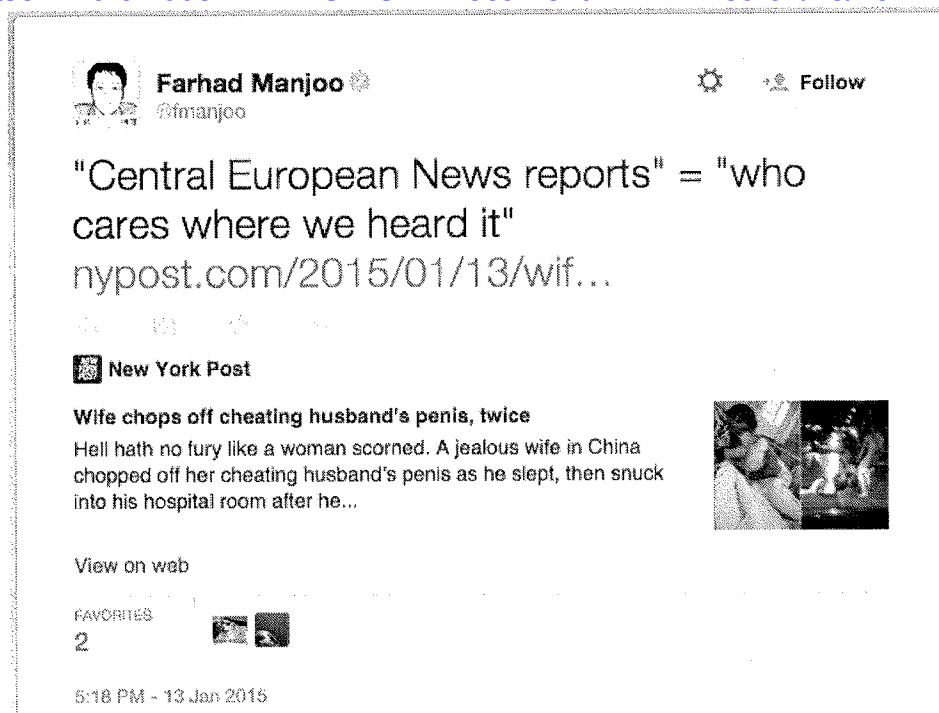 Farhad Manjoo
@fmanjoo
Follow
"Central European News reports" = "who
cares where we heard it"
nypost.com/2015/01/13/wif...
New York Post
Wife chops off cheating husband's penis, twice
Hell hath no fury like a woman scorned. A jealous wife in China
chopped off her cheating husband's penis as he slept, then snuck
into his hospital room after he...
View on web
FAVORITES
2
5:18 PM - 13 Jan 2015